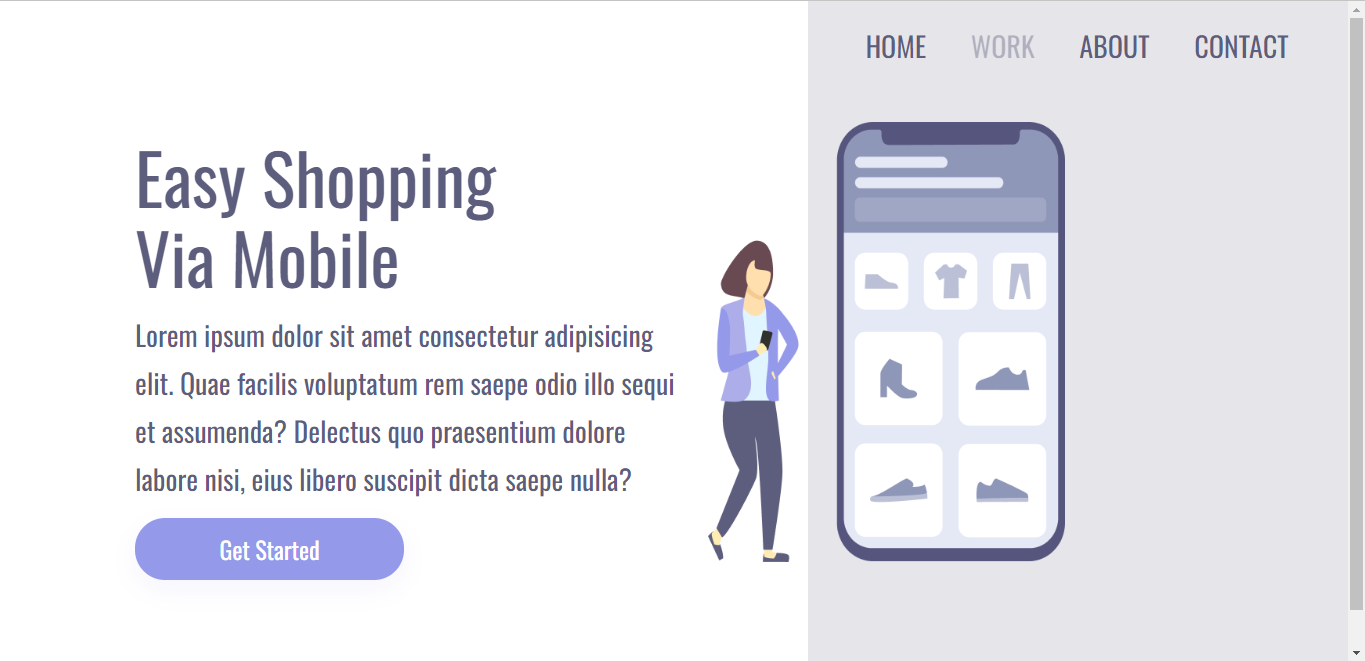 HOME WORK ABOUT CONTACT
Easy Shopping
Via Mobile
Lorem ipsum dolor sit amet consectetur adipisicing
elit. Quae facilis voluptatum rem saepe odio illo sequi
et assumenda? Delectus quo praesentium dolore
labore nisi, eius libero suscipit dicta saepe nulla?
Get Started